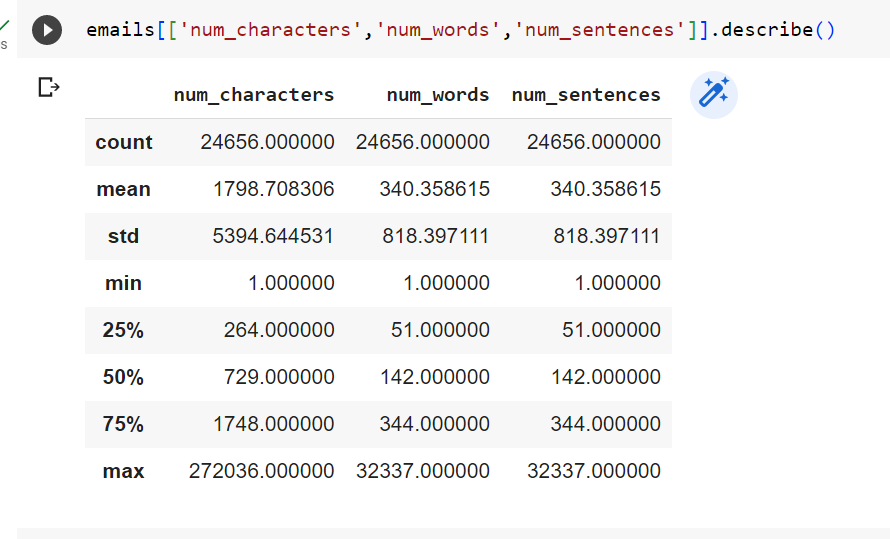 emails[['num_characters','num_words','num_sentences']].describe()
s
num_characters num_words num_sentences
count 24656.000000 24656.000000 24656.000000
mean 1798.708306 340.358615 340.358615
std 5394.644531 818.397111 818.397111
min 1.000000 1.000000 1.000000
25% 264.000000 51.000000 51.000000
50% 729.000000 142.000000 142.000000
75% 1748.000000 344.000000 344.000000
max 272036.000000 32337.000000 32337.000000